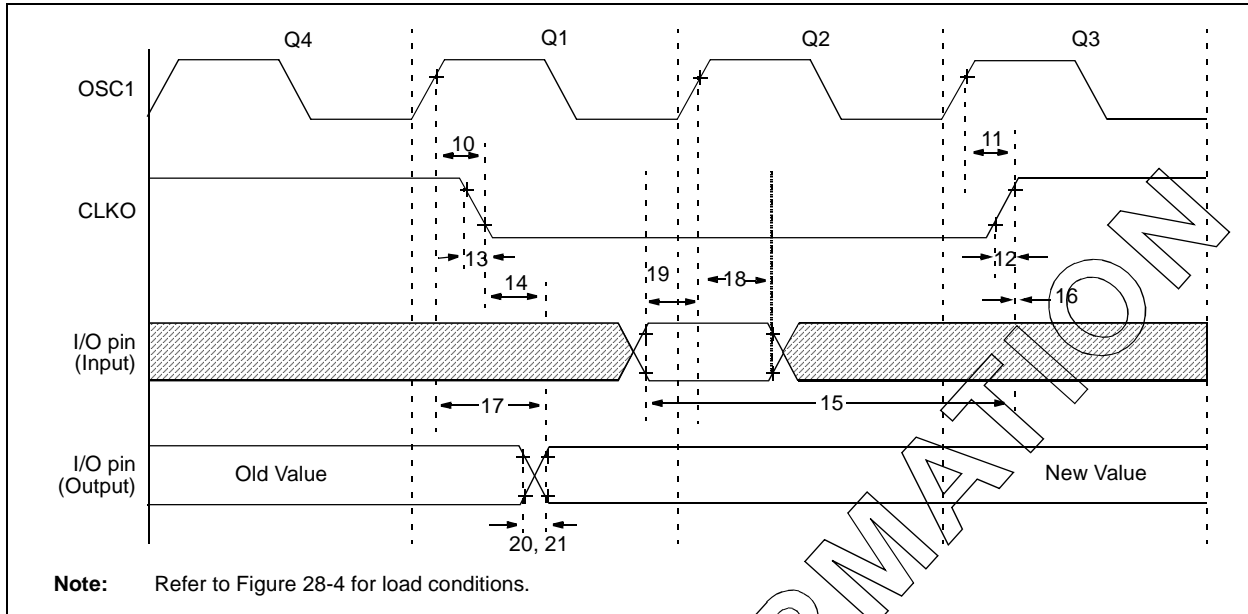 Q4 Q1 Q2 Q3
OSC1
10 11
CLKO
13 12
14 19 18 16
I/O pin
(Input)
17 15
I/O pin
(Output)
Old Value New Value
20, 21
Note: Refer to Figure 28-4 for load conditions.
RMATION